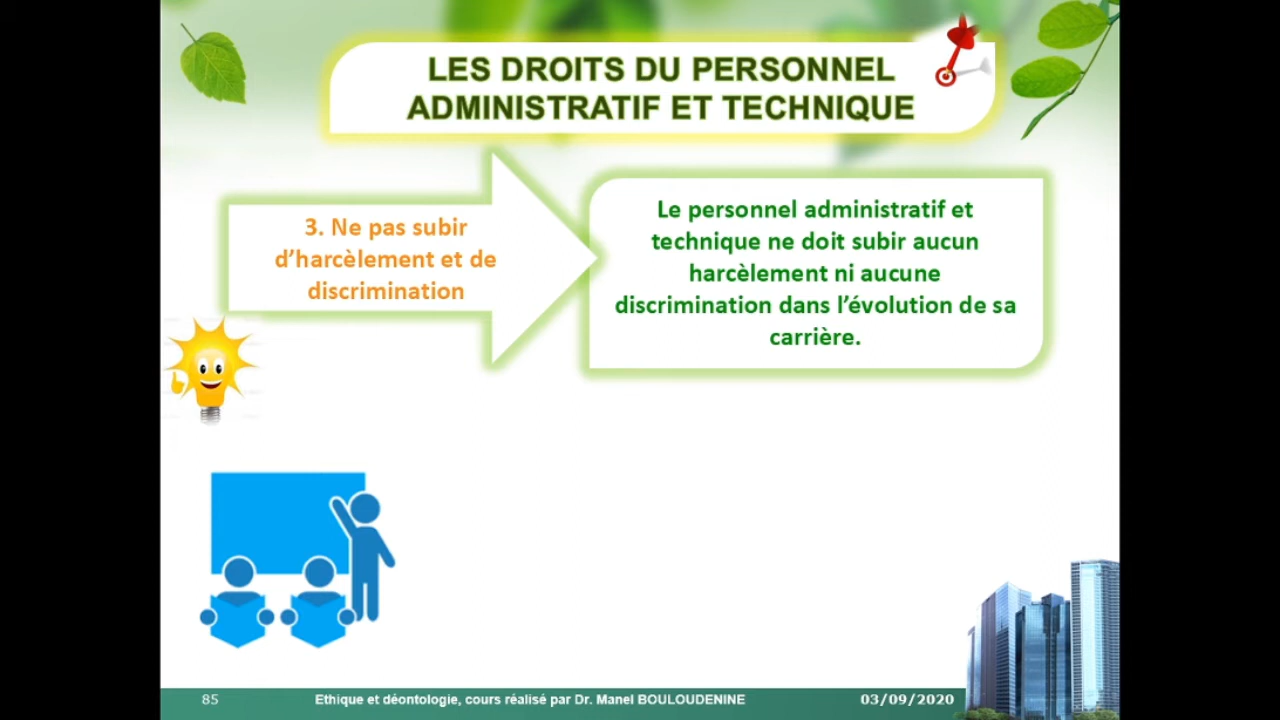 LES DROITS DU PERSONNEL
ADMINISTRATIF ET TECHNIQUE
3. Ne pas subir
d’harcèlement et de
discrimination
Le personnel administratif et
technique ne doit subir aucun
harcèlement ni aucune
discrimination dans l’évolution de sa
carrière.
85
Ethique et déontologie, cours réalisé par Dr. Manel BOULOUDENINE
03/09/2020